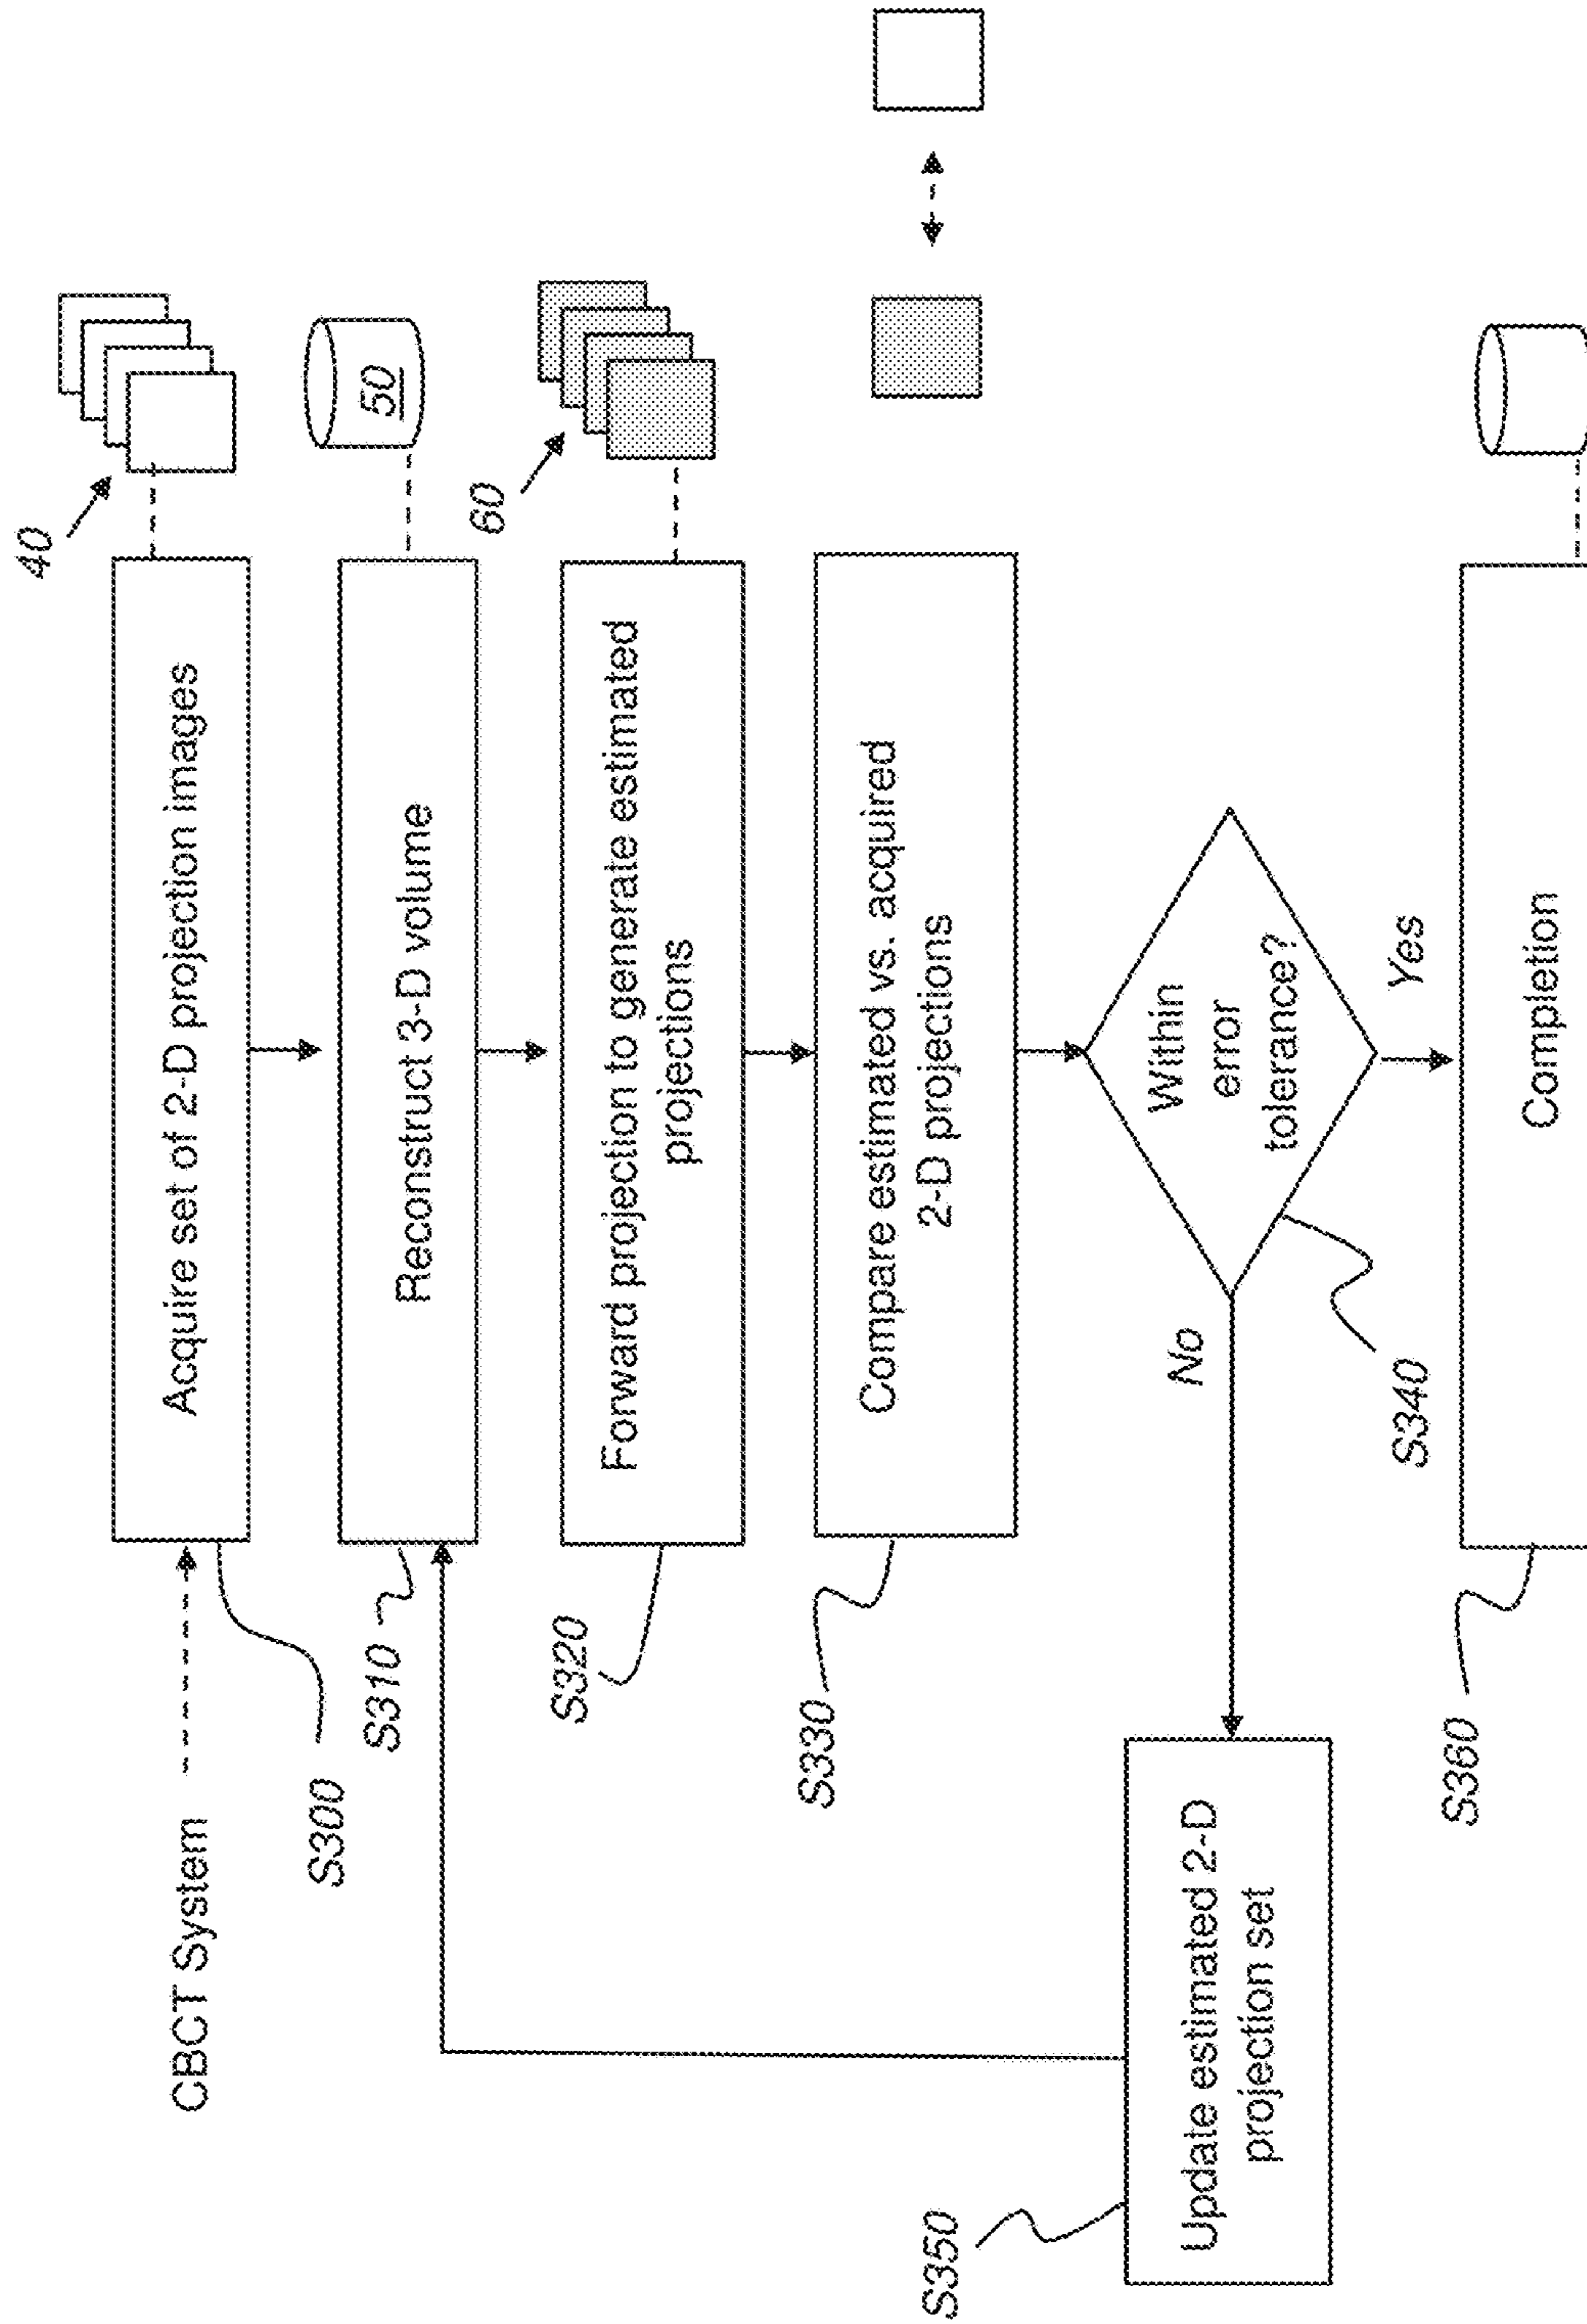 CBCT System
Acquire set of 2-D projection images
40
S300
Reconstruct 3-D volume
50
S310
Forward projection to generate estimated
projections
60
S320
Compare estimated vs. acquired
2-D projections
S330
Within
error
tolerance?
No
Yes
S340
Update estimated 2-D
projection set
S350
Completion
S360